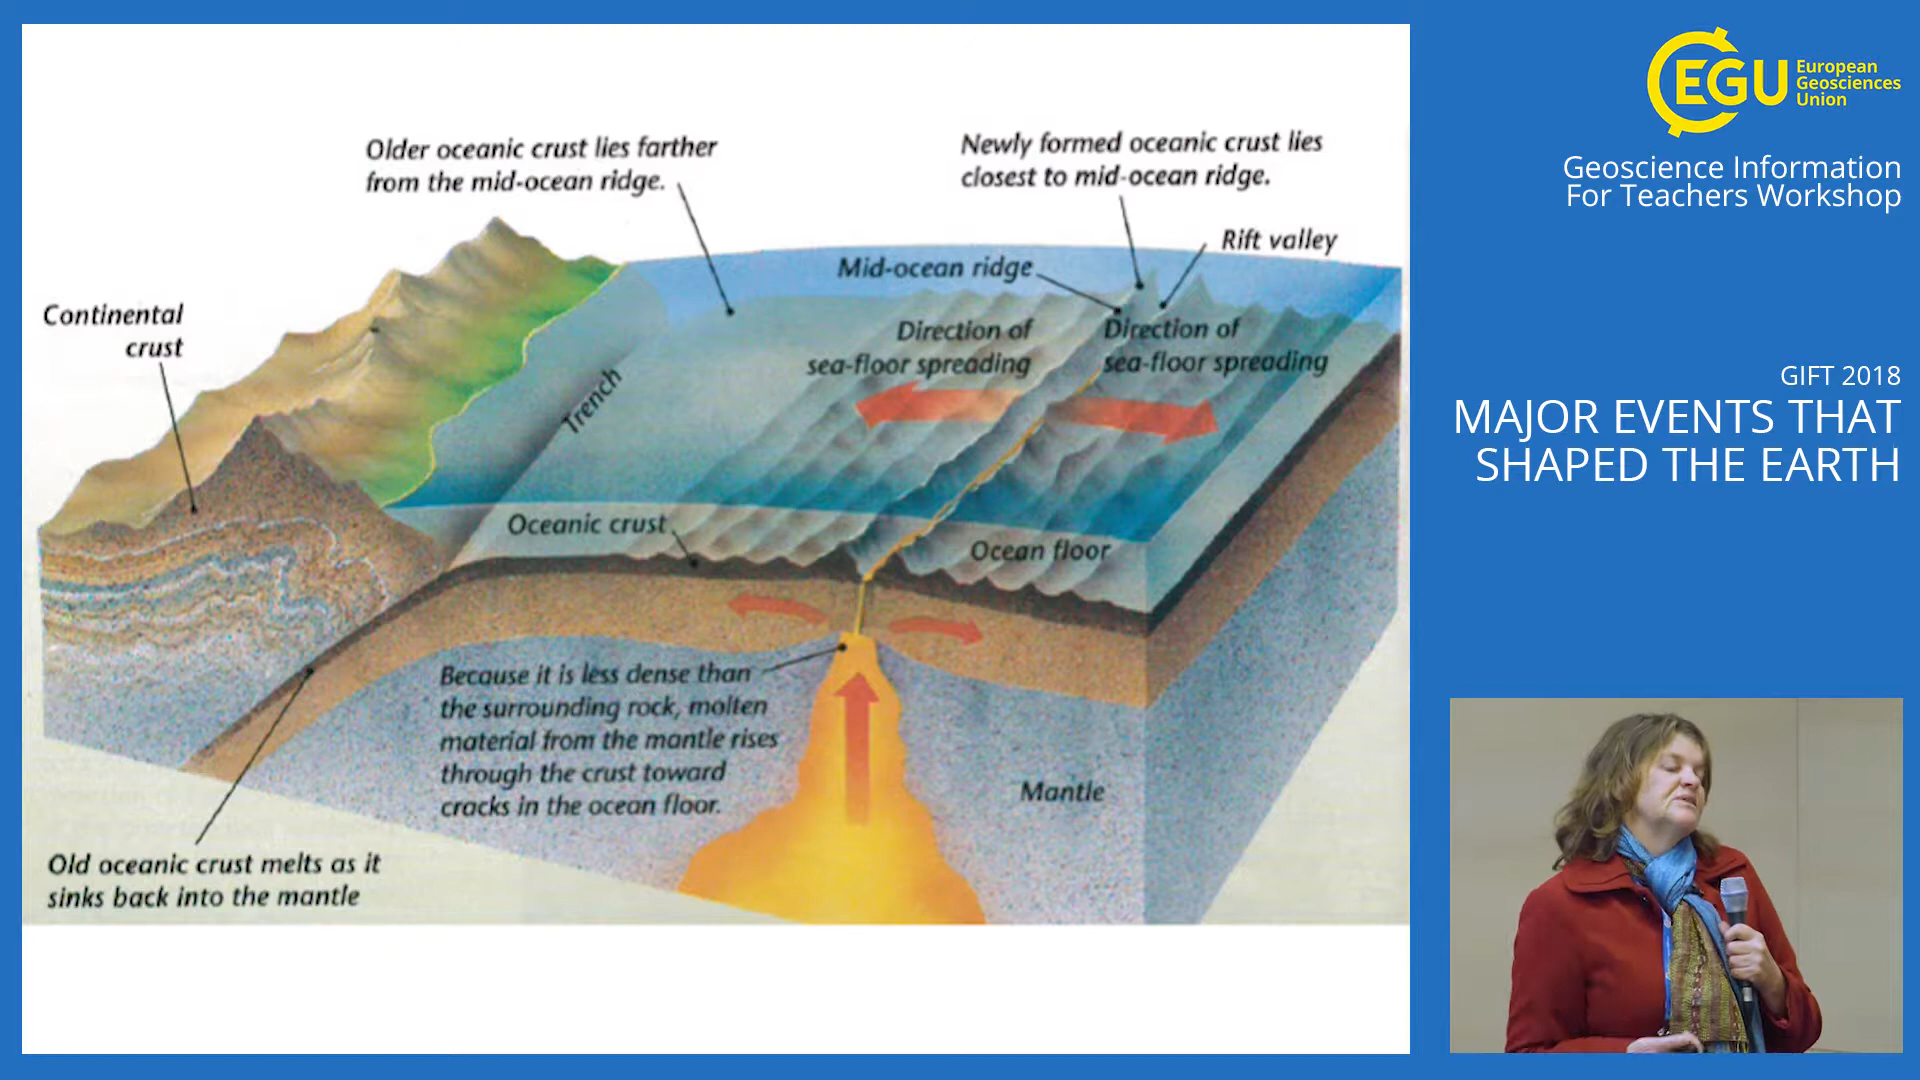 Older oceanic crust lies farther
from the mid-ocean ridge.
Newly formed oceanic crust lies
closest to mid-ocean ridge.
Rift valley
Mid-ocean ridge
Continental
crust
Direction of
sea-floor spreading
Direction of
sea-floor spreading
Trench
Oceanic crust
Ocean floor
Because it is less dense than
the surrounding rock, molten
material from the mantle rises
through the crust toward
cracks in the ocean floor.
Mantle
Old oceanic crust melts as it
sinks back into the mantle
EGU
European
Geosciences
Union
Geoscience Information
For Teachers Workshop
GIFT 2018
MAJOR EVENTS THAT
SHAPED THE EARTH